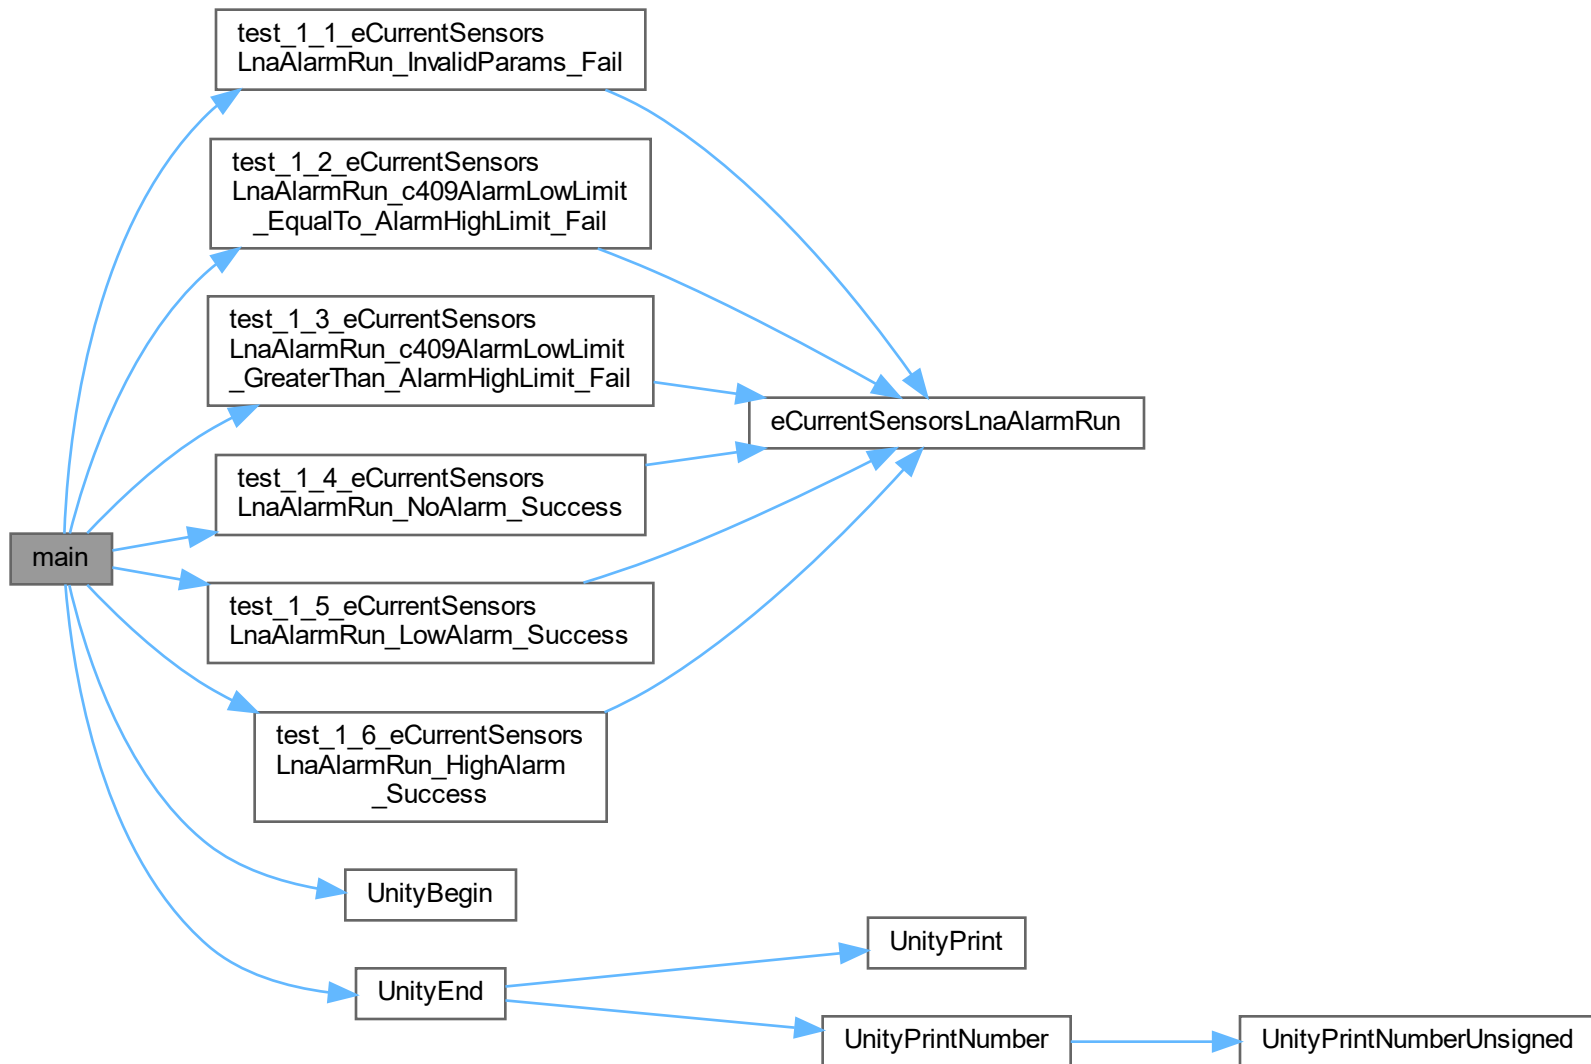 test_1_1_eCurrentSensors
LnaAlarmRun_InvalidParams_Fail
test_1_2_eCurrentSensors
LnaAlarmRun_c409AlarmLowLimit
_EqualTo_AlarmHighLimit_Fail
test_1_3_eCurrentSensors
LnaAlarmRun_c409AlarmLowLimit
_GreaterThan_AlarmHighLimit_Fail
eCurrentSensorsLnaAlarmRun
test_1_4_eCurrentSensors
LnaAlarmRun_NoAlarm_Success
main
test_1_5_eCurrentSensors
LnaAlarmRun_LowAlarm_Success
test_1_6_eCurrentSensors
LnaAlarmRun_HighAlarm
_Success
UnityBegin
UnityPrint
UnityEnd
UnityPrintNumber
UnityPrintNumberUnsigned